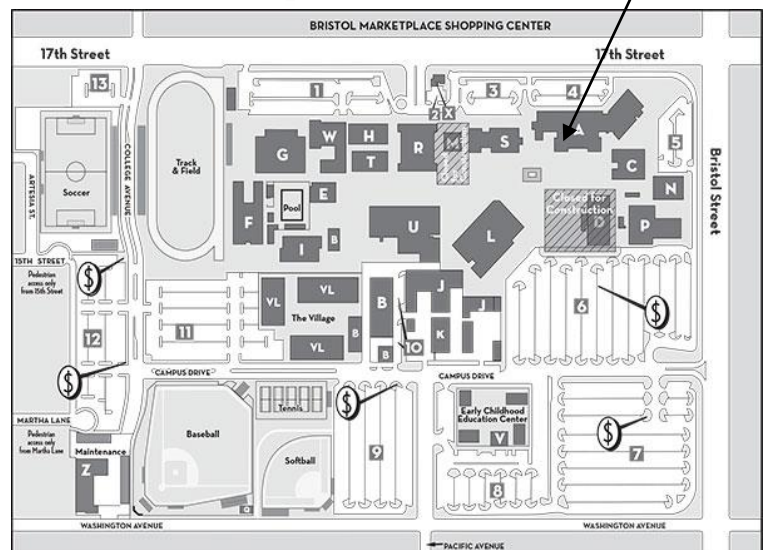 BRISTOL MARKETPLACE SHOPPING CENTER
17th Street
17th Street
13
1
2
X
3
4
5
A
W
H
G
T
R
M
S
C
N
Bristol Street
COLLEGE AVENUE
ARTESIA ST.
Soccer
Track
& Field
E
Pool
F
I
B
U
L
Closed for
Construction
D
P
15TH STREET
Pedestrian
access only
from 15th Street
$
12
11
VL
VL
The Village
VL
B
B
B
10
J
J
K
6
$
$
CAMPUS DRIVE
CAMPUS DRIVE
MARTHA LANE
Pedestrian
access only
from Martha Lane
Maintenance
Z
Baseball
Tennis
Softball
Q
$
9
Early Childhood
Education Center
V
8
$
7
WASHINGTON AVENUE
WASHINGTON AVENUE
PACIFIC AVENUE